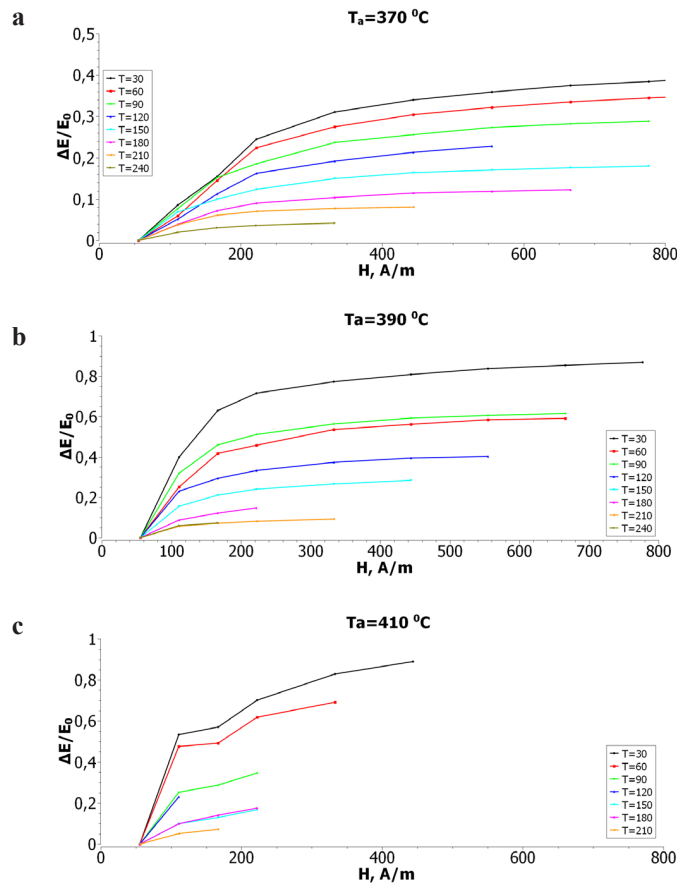 a
Tₐ=370 ⁰C
0,5
0,4
0,3
0,2
0,1
0
ΔE/E₀
T=30
T=60
T=90
T=120
T=150
T=180
T=210
T=240
0 200 400 600 800
H, A/m
b
Ta=390 ⁰C
1
0,8
0,6
0,4
0,2
0
ΔE/E₀
T=30
T=60
T=90
T=120
T=150
T=180
T=210
T=240
0 100 200 300 400 500 600 700 800
H, A/m
c
Ta=410 ⁰C
1
0,8
0,6
0,4
0,2
0
ΔE/E₀
T=30
T=60
T=90
T=120
T=150
T=180
T=210
0 200 400 600 800
H, A/m